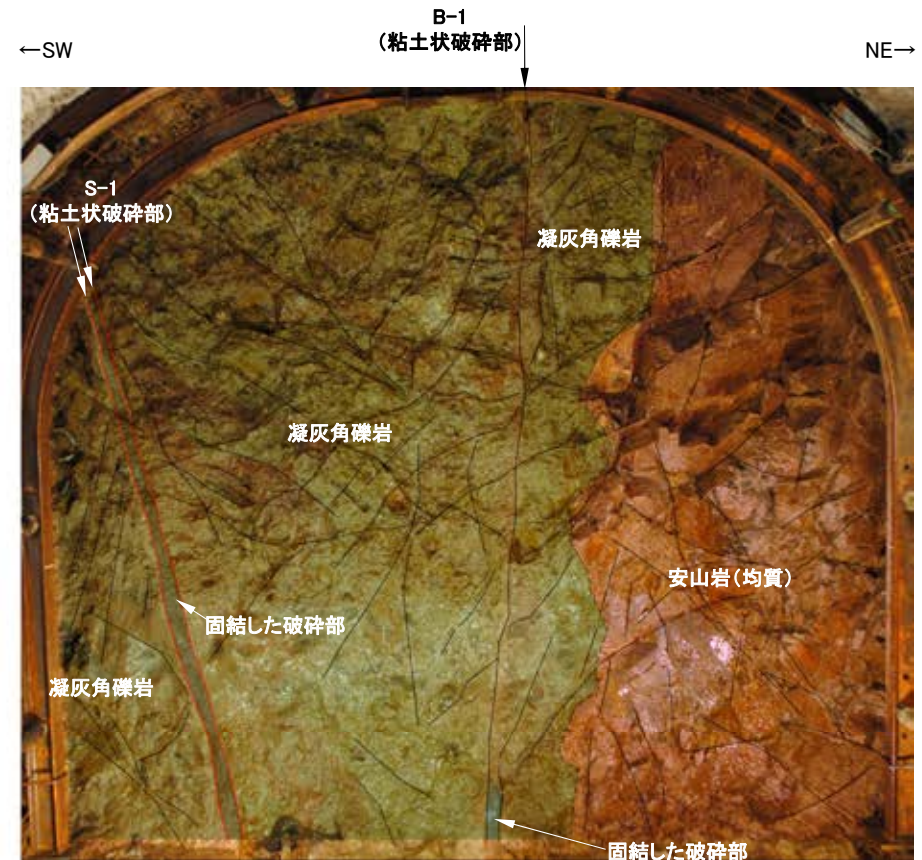 B-1
(粘土状破砕部)
←SW
NE→
S-1
(粘土状破砕部)
凝灰角礫岩
凝灰角礫岩
安山岩(均質)
固結した破砕部
凝灰角礫岩
固結した破砕部